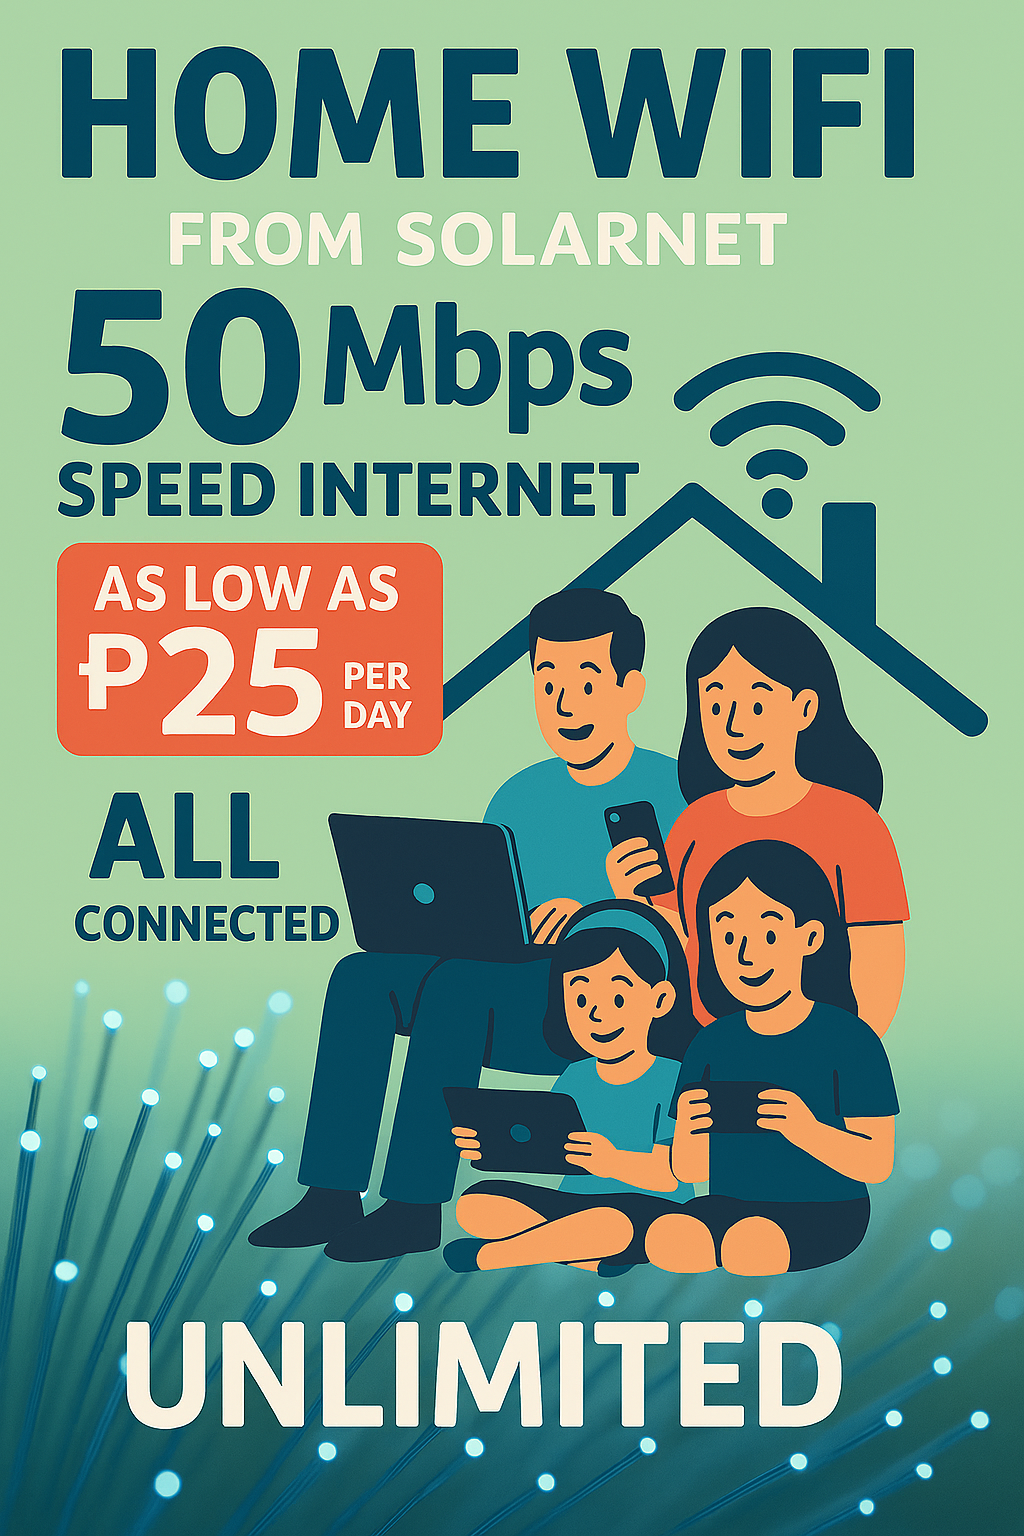 HOME WIFI
FROM SOLARNET
50 Mbps
SPEED INTERNET
AS LOW AS
₱25 PER DAY
ALL
CONNECTED
UNLIMITED